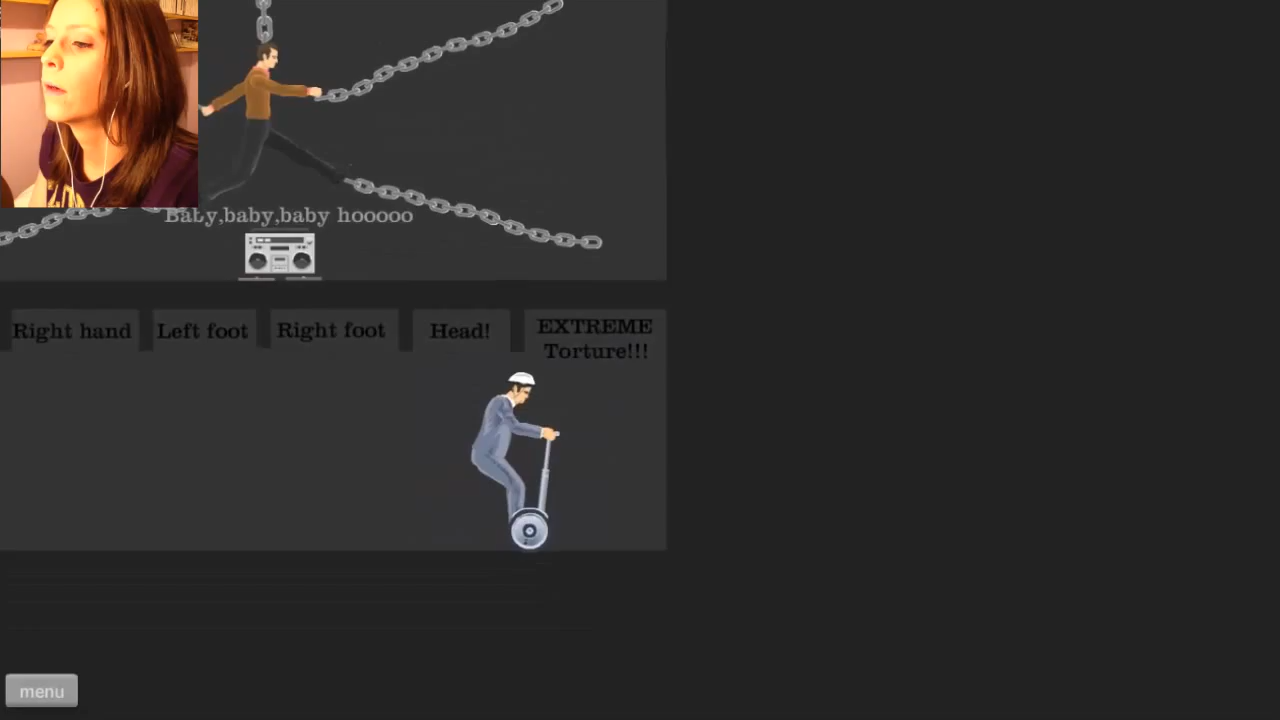 Baby,baby,baby hooooo
Right hand
Left foot
Right foot
Head!
EXTREME
Torture!!!
menu